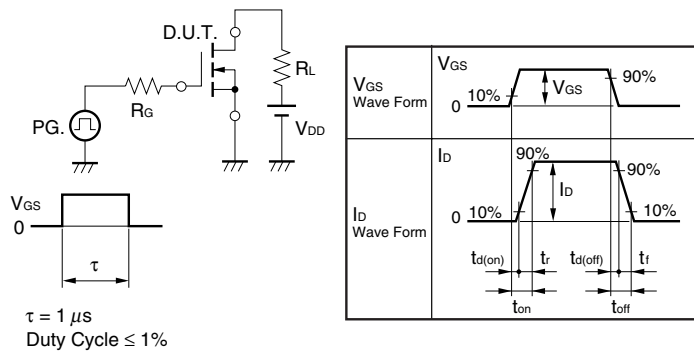 D.U.T.
RL
RG
PG.
VDD
VGS
0
τ
τ = 1 μs
Duty Cycle ≤ 1%
VGS
Wave Form
VGS
10%
0
VGS
90%
ID
Wave Form
ID
90%
90%
ID
0
10%
10%
td(on)
tr
td(off)
tf
ton
toff